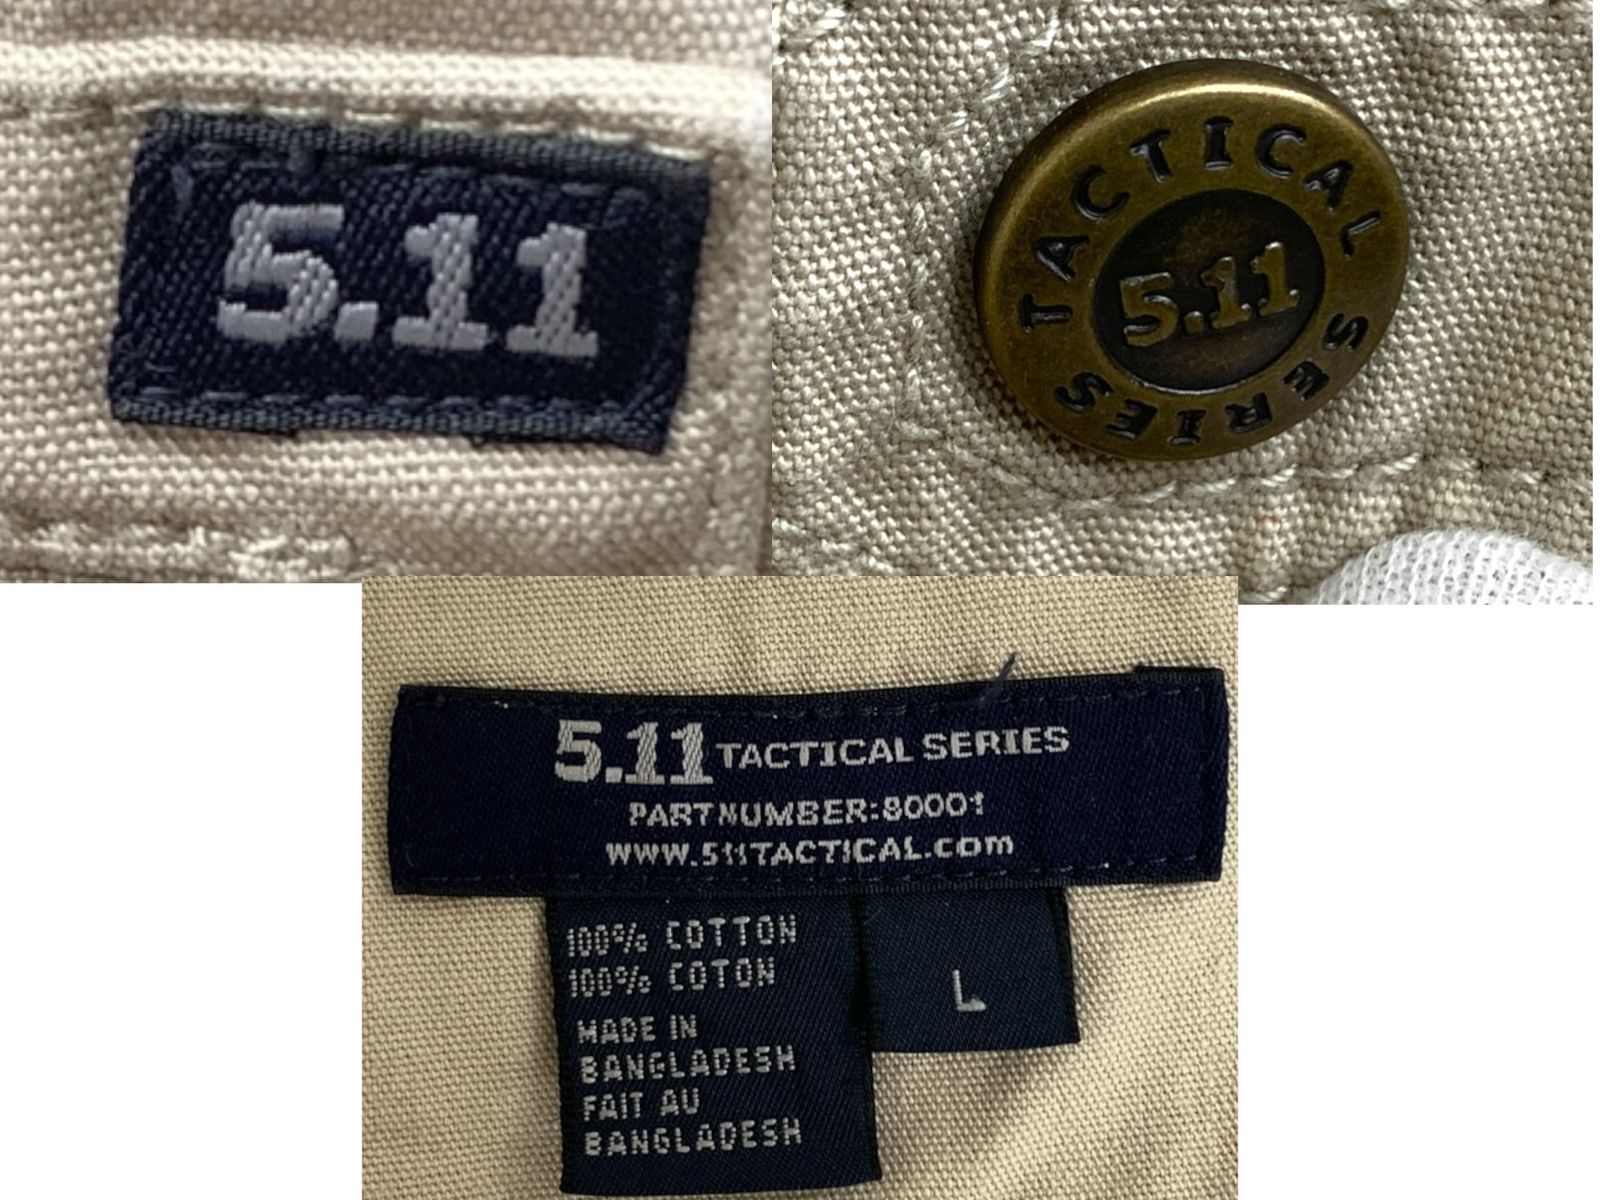 5.11
TACTICAL SERIES
5.11
5.11 TACTICAL SERIES
PART NUMBER:80001
www.511TACTICAL.com
100% COTTON
100% COTON
MADE IN
BANGLADESH
FAIT AU
BANGLADESH
L